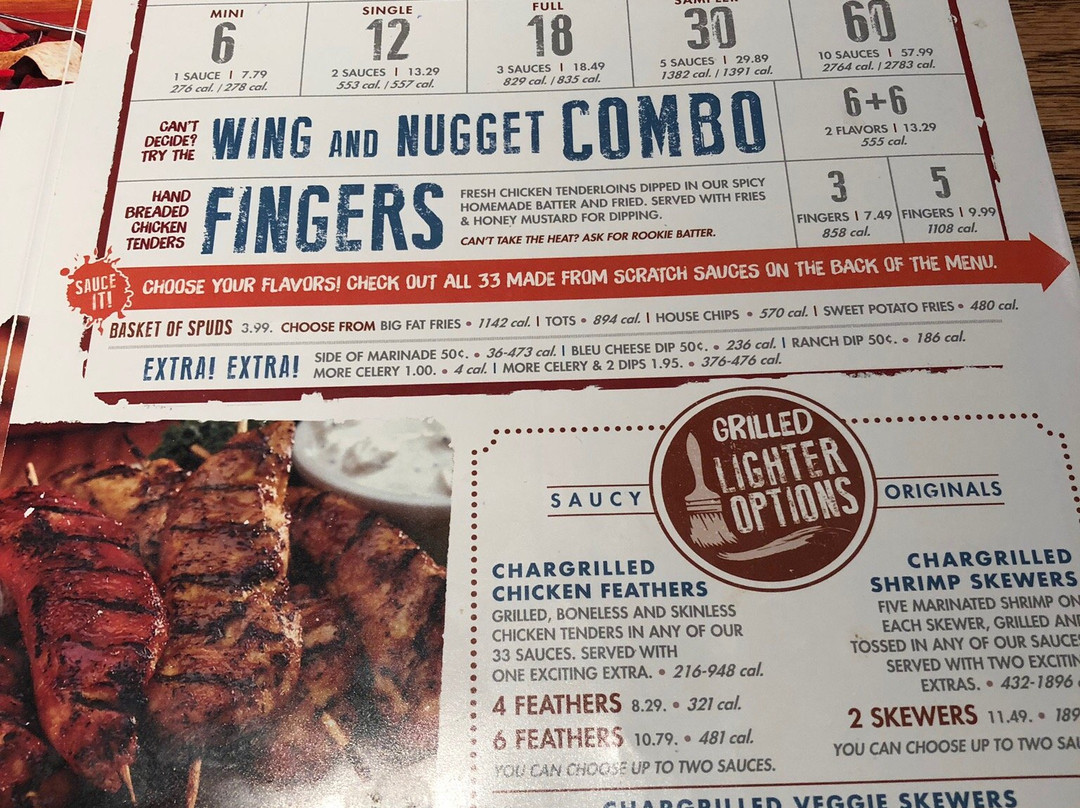 MINI
6
1 SAUCE | 7.79
276 cal. / 278 cal.
SINGLE
12
2 SAUCES | 13.29
553 cal. / 557 cal.
FULL
18
3 SAUCES | 18.49
829 cal. / 835 cal.
30
5 SAUCES | 29.89
1382 cal. / 1391 cal.
60
10 SAUCES | 57.99
2764 cal. / 2783 cal.
CAN'T
DECIDE?
TRY THE
WING AND NUGGET COMBO
6+6
2 FLAVORS | 13.29
555 cal.
HAND
BREADED
CHICKEN
TENDERS
FINGERS
FRESH CHICKEN TENDERLOINS DIPPED IN OUR SPICY
HOMEMADE BATTER AND FRIED. SERVED WITH FRIES
& HONEY MUSTARD FOR DIPPING.
CAN'T TAKE THE HEAT? ASK FOR ROOKIE BATTER.
3
FINGERS | 7.49
858 cal.
5
FINGERS | 9.99
1108 cal.
SAUCE
IT!
CHOOSE YOUR FLAVORS! CHECK OUT ALL 33 MADE FROM SCRATCH SAUCES ON THE BACK OF THE MENU.
BASKET OF SPUDS 3.99. CHOOSE FROM BIG FAT FRIES • 1142 cal. | TOTS • 894 cal. | HOUSE CHIPS • 570 cal. | SWEET POTATO FRIES • 480 cal.
EXTRA! EXTRA!
SIDE OF MARINADE 50¢. • 36-473 cal. | BLEU CHEESE DIP 50¢. • 236 cal. | RANCH DIP 50¢. • 186 cal.
MORE CELERY 1.00. • 4 cal. | MORE CELERY & 2 DIPS 1.95. • 376-476 cal.
GRILLED
LIGHTER
OPTIONS
SAUCY
ORIGINALS
CHARGRILLED
CHICKEN FEATHERS
GRILLED, BONELESS AND SKINLESS
CHICKEN TENDERS IN ANY OF OUR
33 SAUCES. SERVED WITH
ONE EXCITING EXTRA. • 216-948 cal.
4 FEATHERS 8.29. • 321 cal.
6 FEATHERS 10.79. • 481 cal.
YOU CAN CHOOSE UP TO TWO SAUCES.
CHARGRILLED
SHRIMP SKEWERS
FIVE MARINATED SHRIMP ON
EACH SKEWER, GRILLED AND
TOSSED IN ANY OF OUR
SERVED WITH TWO
EXTRAS. • 432-1896
2 SKEWERS 11.49. •
YOU CAN CHOOSE UP TO TWO
CHARGRILLED VEGGIE SKEWERS